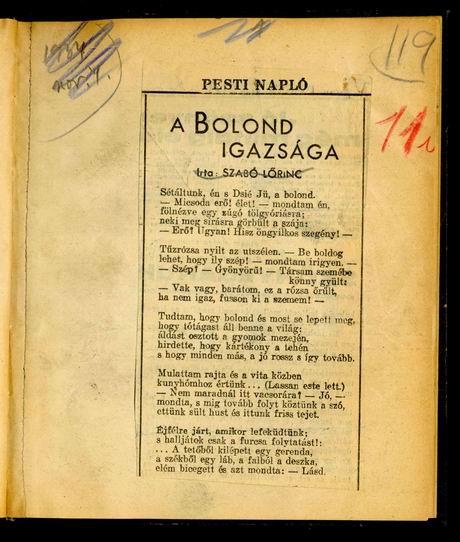 1934
nov. 4.
119
11
PESTI NAPLÓ
A BOLOND
IGAZSÁGA
Irta: SZABÓ LŐRINC
Sétáltunk, én s Dsié Jü, a bolond.
— Micsoda erő! élet! — mondtam én,
fölnézve egy zúgó tölgyóriásra;
neki meg sirásra görbült a szája:
— Erő? Ugyan! Hisz öngyilkos szegény! —
Tűzrózsa nyilt az utszélen. — Be boldog
lehet, hogy ily szép! — mondtam irigyen. —
— Szép? — Gyönyörű! — Társam szemébe
könny gyült:
— Vak vagy, barátom, ez a rózsa őrült,
ha nem igaz, fusson ki a szemem! —
Tudtam, hogy bolond és most se lepett meg,
hogy tótágast áll benne a világ:
áldást osztott a gyomok mezején,
hirdette, hogy kártékony a tehén
s hogy minden más, a jó rossz s így tovább.
Mulattam rajta és a vita közben
kunyhómhoz értünk... (Lassan este lett.)
— Nem maradnál itt vacsorára? — Jó, —
mondta, s mig tovább folyt köztünk a szó,
ettünk sült hust és ittunk friss tejet.
Éjfélre járt, amikor lefeküdtünk;
s halljátok csak a furcsa folytatást!:
... A tetőből kilépett egy gerenda,
a székből egy láb, a falból a deszka,
elém bicegett és azt mondta: — Lásd.